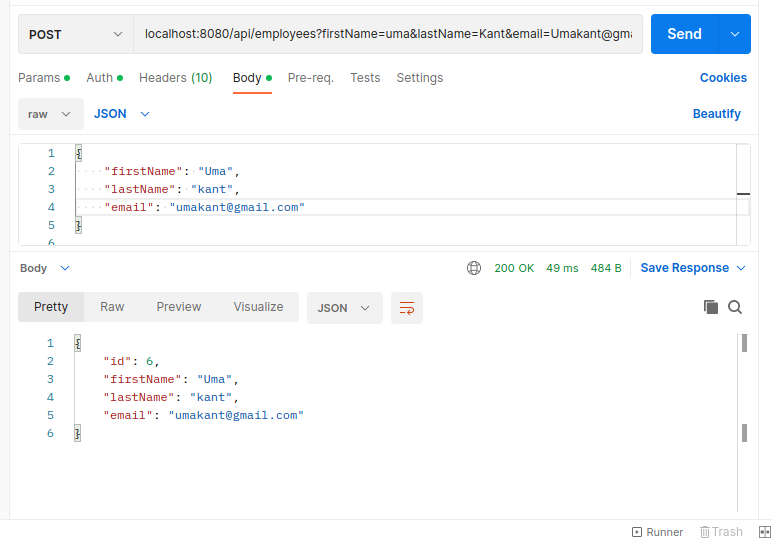 POST localhost:8080/api/employees?firstName=uma&lastName=Kant&email=Umakant@gma Send
Params Auth Headers (10) Body Pre-req. Tests Settings Cookies
raw JSON Beautify
1 {
2 "firstName": "Uma",
3 "lastName": "kant",
4 "email": "umakant@gmail.com"
5 }
6
Body 200 OK 49 ms 484 B Save Response
Pretty Raw Preview Visualize JSON
1 {
2 "id": 6,
3 "firstName": "Uma",
4 "lastName": "kant",
5 "email": "umakant@gmail.com"
6 }
Runner Trash